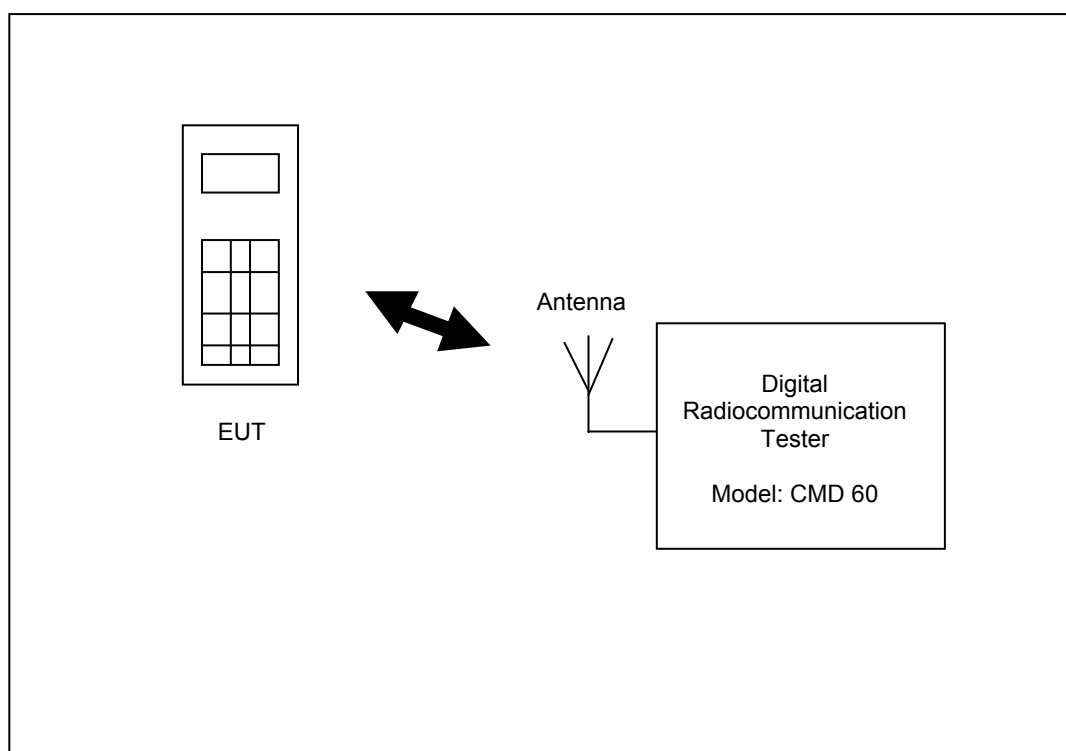 Antenna
EUT
Digital
Radiocommunication
Tester
Model: CMD 60